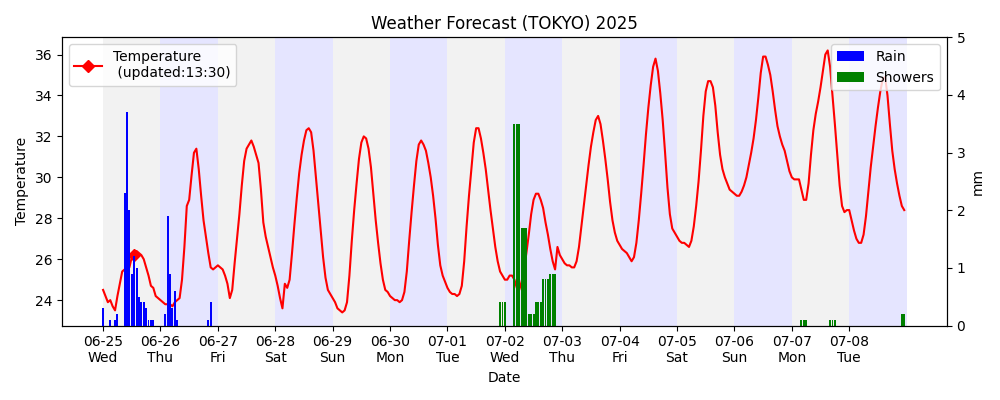 Weather Forecast (TOKYO) 2025
Temperature
(updated:13:30)
Rain
Showers
Temperature
36
34
32
30
28
26
24
5
4
3
2
1
0
mm
06-25 06-26 06-27 06-28 06-29 06-30 07-01 07-02 07-03 07-04 07-05 07-06 07-07 07-08
Wed Thu Fri Sat Sun Mon Tue Wed Thu Fri Sat Sun Mon Tue
Date